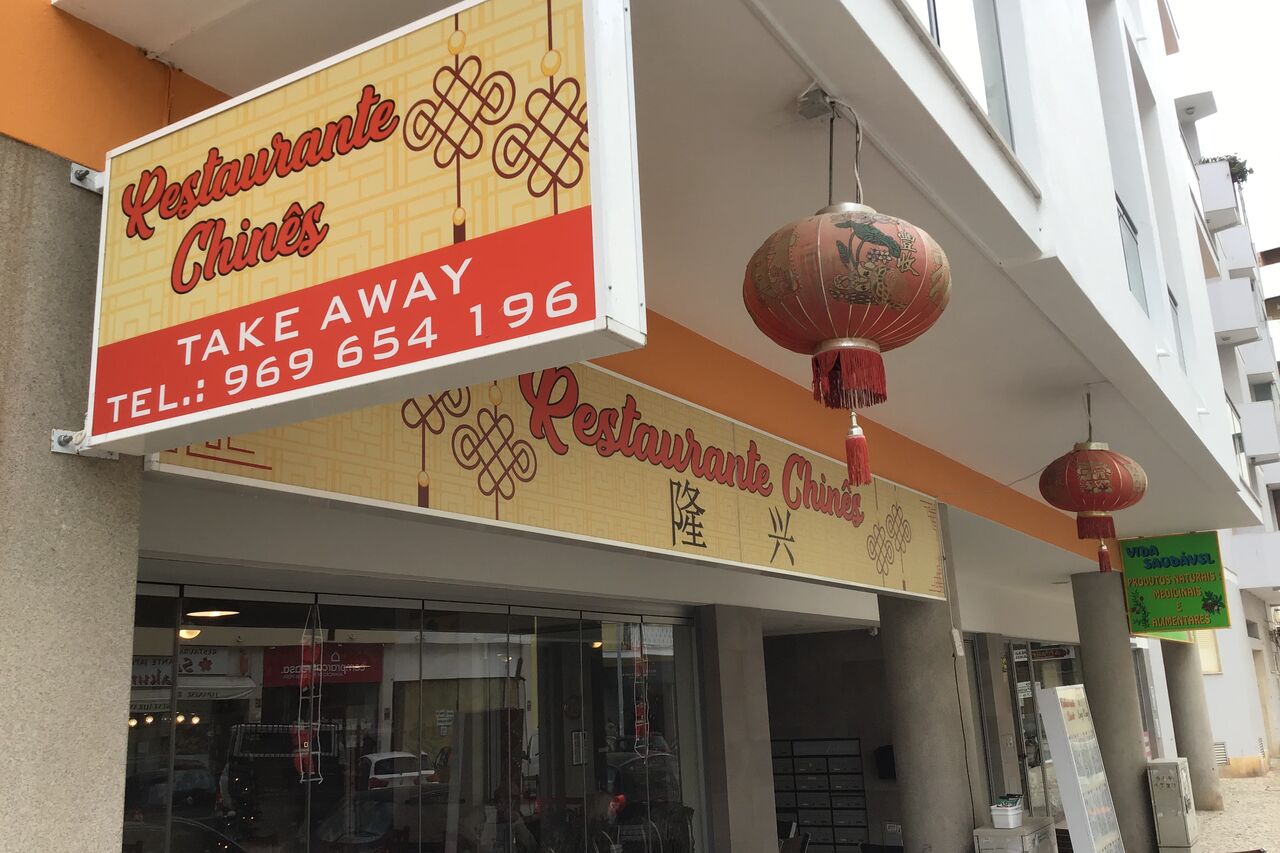 Restaurante
Chinês
TAKE AWAY
TEL.: 969 654 196
Restaurante Chinês
隆兴
VIDA
SAUDÁVEL
PRODUTOS NATURAIS
MEDICINAIS
E
ALIMENTARES